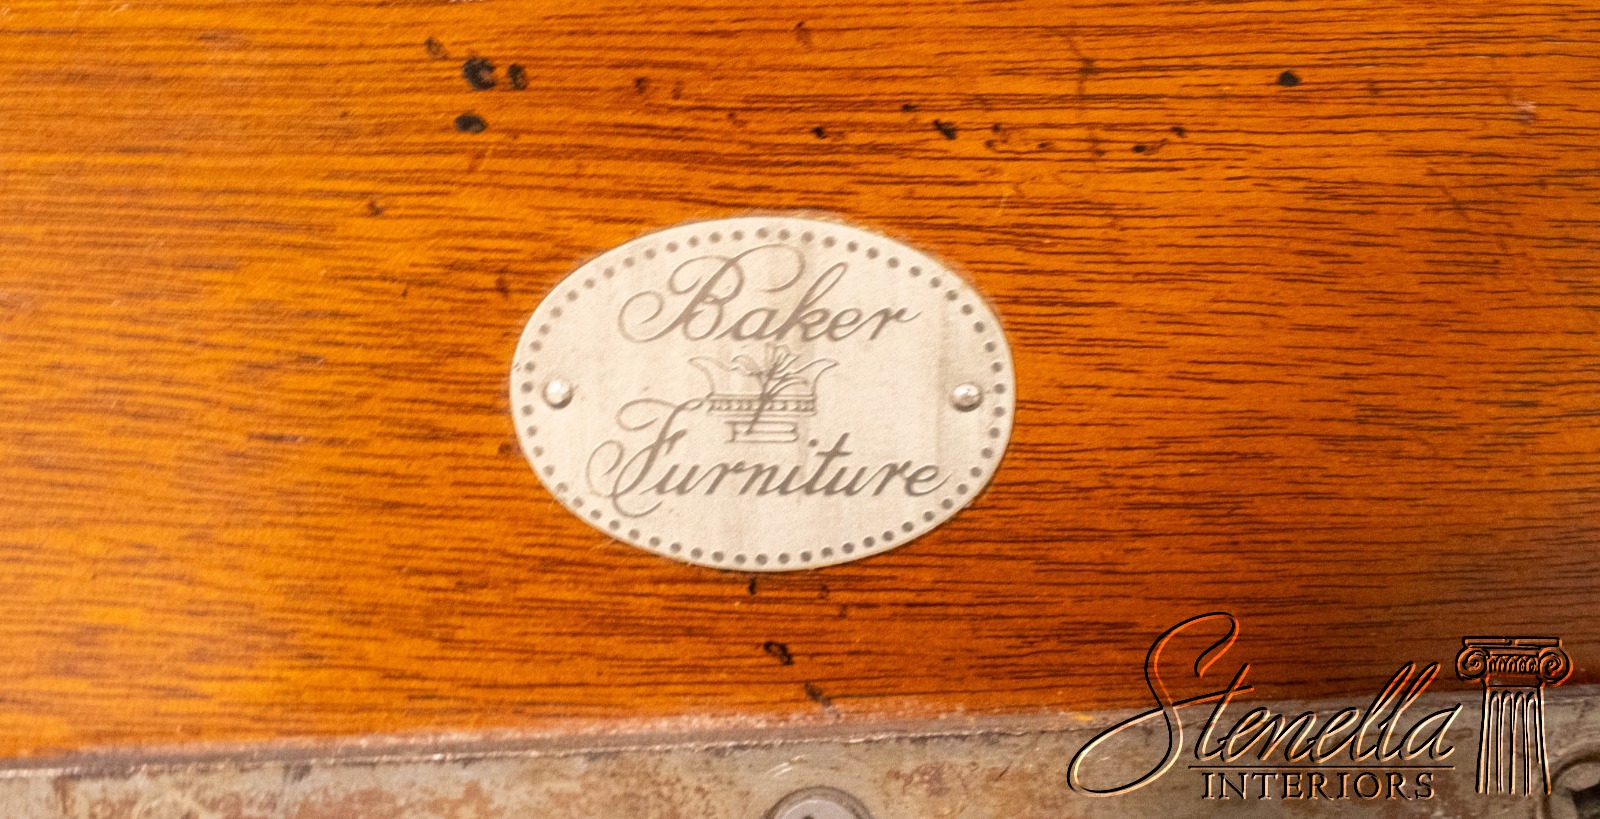 Baker
Furniture
Stenella
INTERIORS